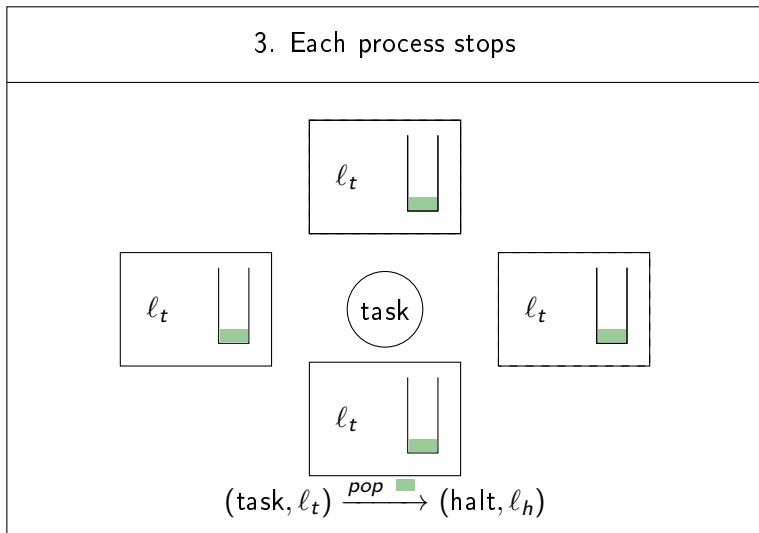 3. Each process stops
ℓt
ℓt
task
ℓt
ℓt
(task, ℓt) pop → (halt, ℓh)